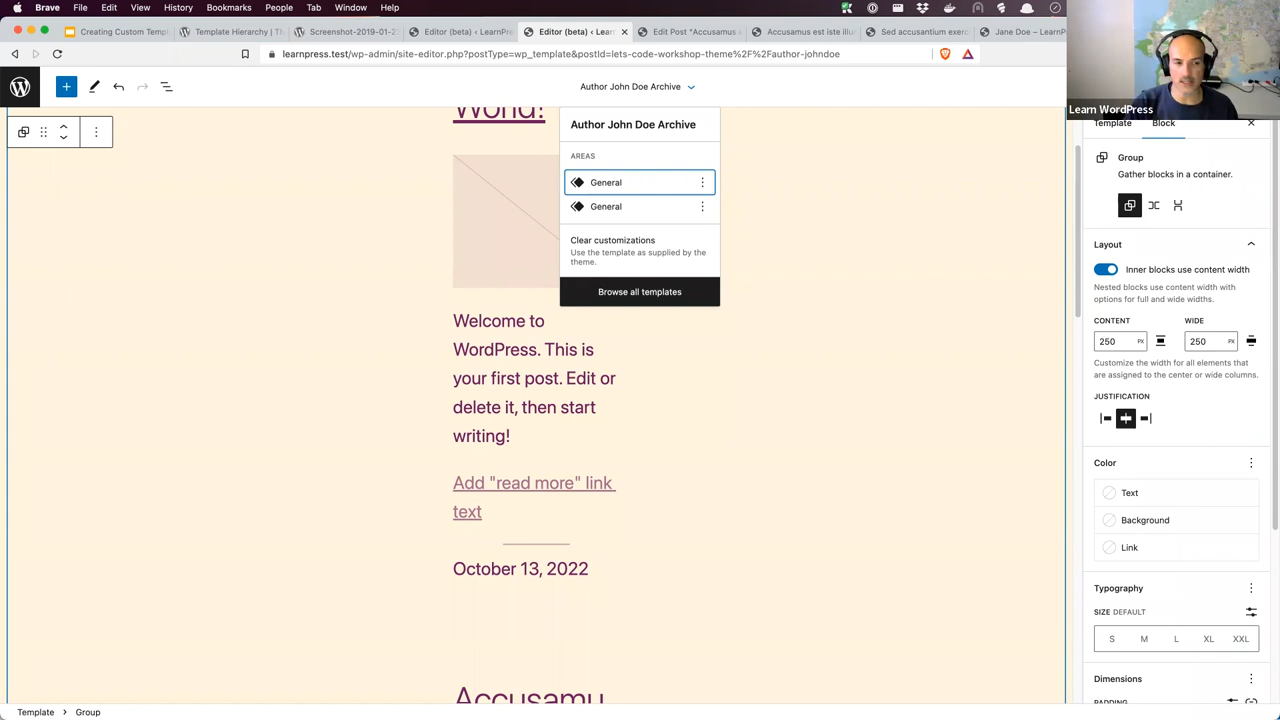 Brave File Edit View History Bookmarks People Tab Window Help
Creating Custom Templ
Template Hierarchy | Th
Screenshot-2019-01-2
Editor (beta) ‹ LearnPre
Editor (beta) ‹ Learn
Edit Post "Accusamus e
Accusamus est iste illu
Sed accusantium exerc
Jane Doe – LearnP
learnpress.test/wp-admin/site-editor.php?postType=wp_template&postId=lets-code-workshop-theme%2F%2Fauthor-johndoe
Author John Doe Archive
Learn WordPress
World!
Author John Doe Archive
AREAS
General
General
Clear customizations
Use the template as supplied by the
theme.
Browse all templates
Welcome to
WordPress. This is
your first post. Edit or
delete it, then start
writing!
Add "read more" link
text
October 13, 2022
Accusamu
Template Block
Group
Gather blocks in a container.
Layout
Inner blocks use content width
Nested blocks use content width with
options for full and wide widths.
CONTENT WIDE
250 PX 250 PX
Customize the width for all elements that
are assigned to the center or wide columns.
JUSTIFICATION
Color
Text
Background
Link
Typography
SIZE DEFAULT
S M L XL XXL
Dimensions
PADDING
Template > Group